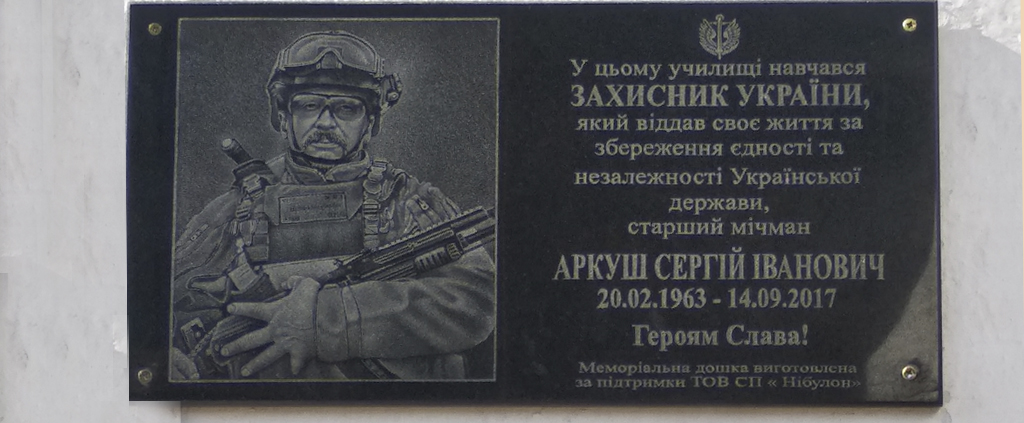 У цьому училищі навчався
ЗАХИСНИК УКРАЇНИ,
який віддав своє життя за
збереження єдності та
незалежності Української
держави,
старший мічман
АРКУШ СЕРГІЙ ІВАНОВИЧ
20.02.1963 - 14.09.2017
Героям Слава!
Меморіальна дошка виготовлена
за підтримки ТОВ СП « Нібулон»